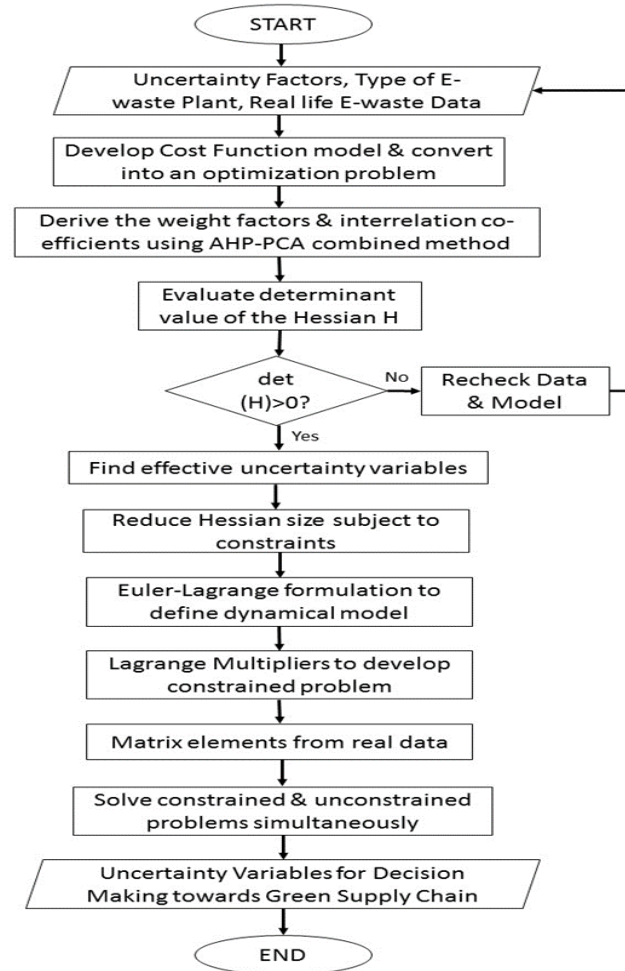 START
Uncertainty Factors, Type of E-
waste Plant, Real life E-waste Data
Develop Cost Function model & convert
into an optimization problem
Derive the weight factors & interrelation co-
efficients using AHP-PCA combined method
Evaluate determinant
value of the Hessian H
det
(H)>0?
No
Recheck Data
& Model
Yes
Find effective uncertainty variables
Reduce Hessian size subject to
constraints
Euler-Lagrange formulation to
define dynamical model
Lagrange Multipliers to develop
constrained problem
Matrix elements from real data
Solve constrained & unconstrained
problems simultaneously
Uncertainty Variables for Decision
Making towards Green Supply Chain
END